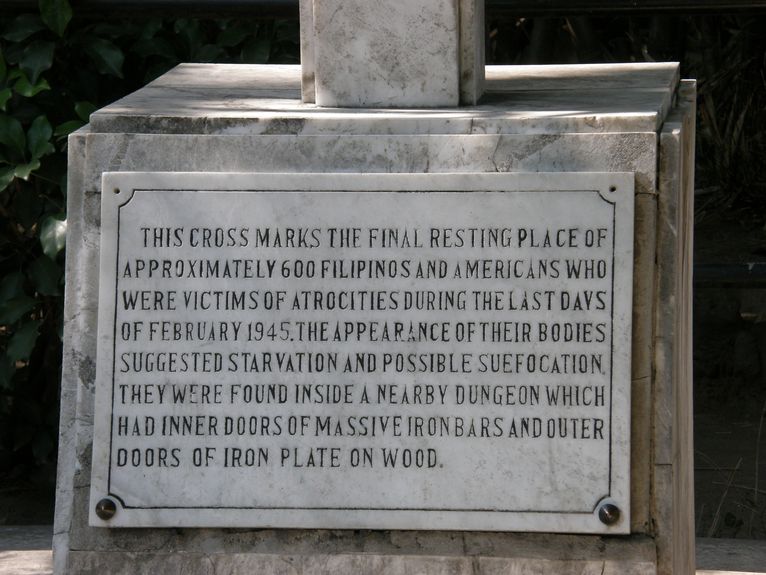 THIS CROSS MARKS THE FINAL RESTING PLACE OF
APPROXIMATELY 600 FILIPINOS AND AMERICANS WHO
WERE VICTIMS OF ATROCITIES DURING THE LAST DAYS
OF FEBRUARY 1945. THE APPEARANCE OF THEIR BODIES
SUGGESTED STARVATION AND POSSIBLE SUEFOCATION.
THEY WERE FOUND INSIDE A NEARBY DUNGEON WHICH
HAD INNER DOORS OF MASSIVE IRON BARS AND OUTER
DOORS OF IRON PLATE ON WOOD.